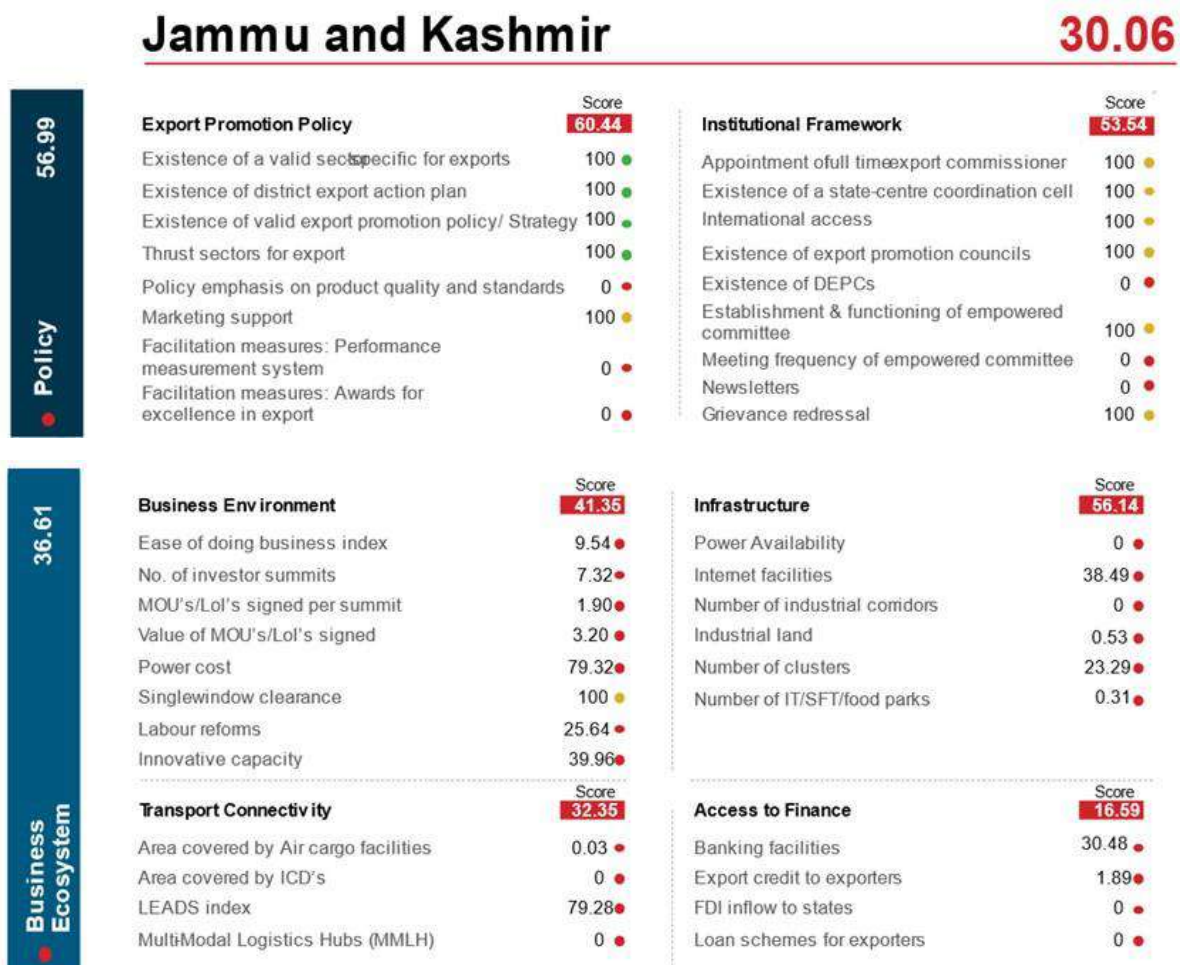 Jammu and Kashmir 30.06
56.99
Policy
Score
Export Promotion Policy 60.44
Existence of a valid sectspecific for exports 100
Existence of district export action plan 100
Existence of valid export promotion policy/ Strategy 100
Thrust sectors for export 100
Policy emphasis on product quality and standards 0
Marketing support 100
Facilitation measures: Performance
measurement system 0
Facilitation measures: Awards for
excellence in export 0
Score
Institutional Framework 53.54
Appointment ofull timeexport commissioner 100
Existence of a state-centre coordination cell 100
International access 100
Existence of export promotion councils 100
Existence of DEPCs 0
Establishment & functioning of empowered
committee 100
Meeting frequency of empowered committee 0
Newsletters 0
Grievance redressal 100
36.61
Business
Ecosystem
Score
Business Environment 41.35
Ease of doing business index 9.54
No. of investor summits 7.32
MOU's/LoI's signed per summit 1.90
Value of MOU's/LoI's signed 3.20
Power cost 79.32
Singlewindow clearance 100
Labour reforms 25.64
Innovative capacity 39.96
Score
Infrastructure 56.14
Power Availability 0
Internet facilities 38.49
Number of industrial corridors 0
Industrial land 0.53
Number of clusters 23.29
Number of IT/SFT/food parks 0.31
Score
Transport Connectivity 32.35
Area covered by Air cargo facilities 0.03
Area covered by ICD's 0
LEADS index 79.28
Multi-Modal Logistics Hubs (MMLH) 0
Score
Access to Finance 16.59
Banking facilities 30.48
Export credit to exporters 1.89
FDI inflow to states 0
Loan schemes for exporters 0